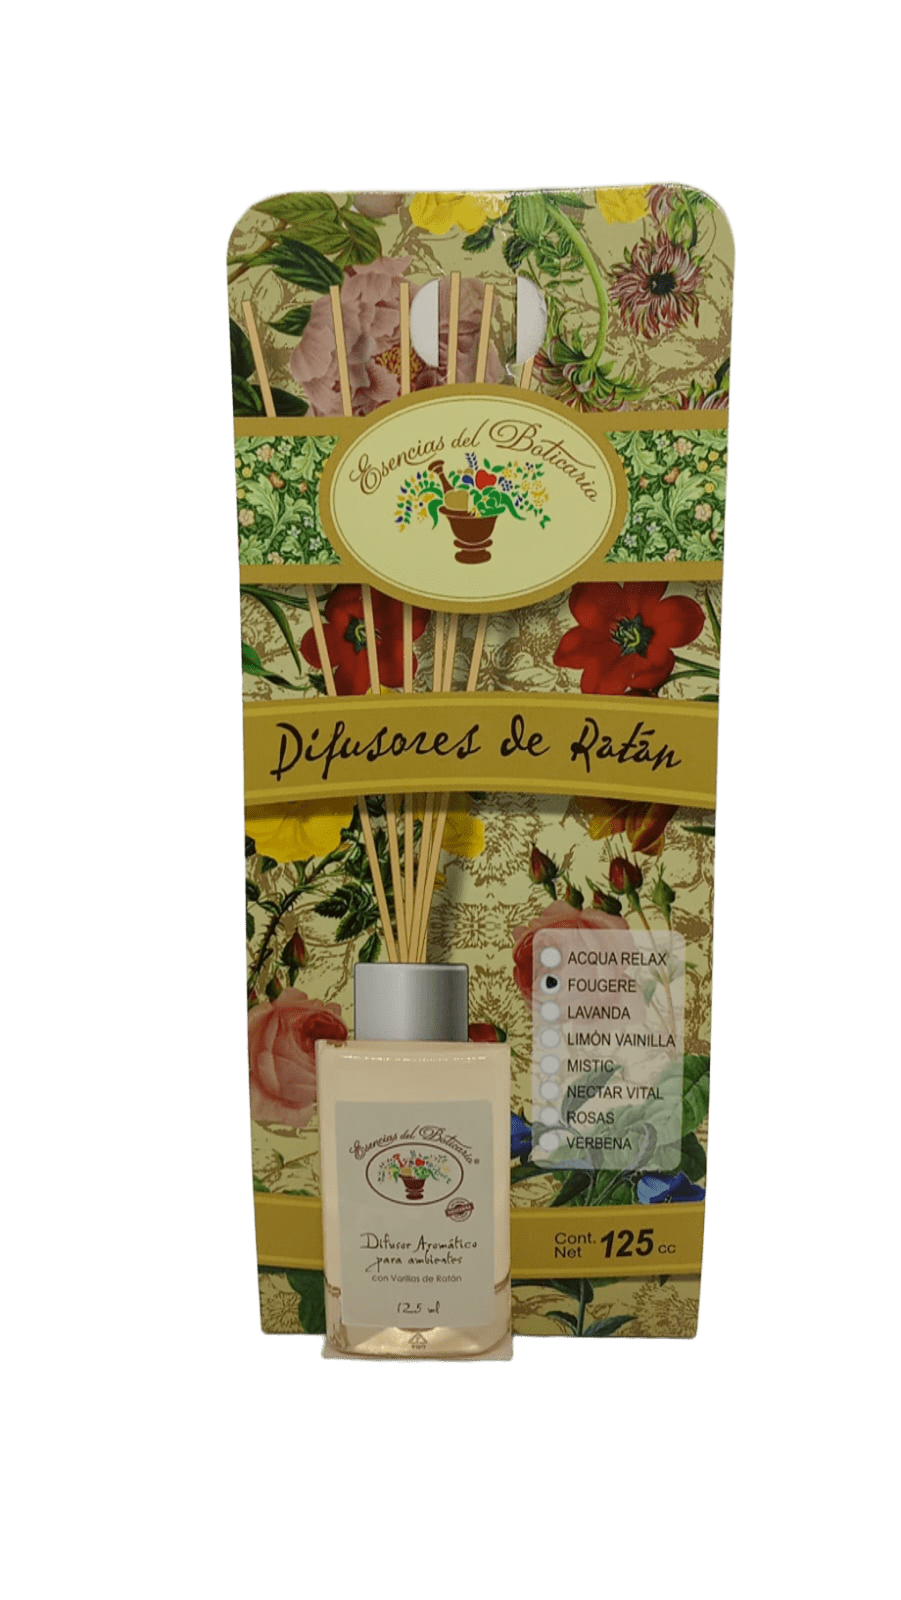 Esencias del Boticario
Difusores de Ratán
ACQUA RELAX
FOUGERE
LAVANDA
LIMÓN VAINILLA
MISTIC
NECTAR VITAL
ROSAS
VERBENA
Cont. Net 125 cc
Esencias del Boticario®
Difusor Aromático
para ambientes
con Varillas de Ratán
125 ml